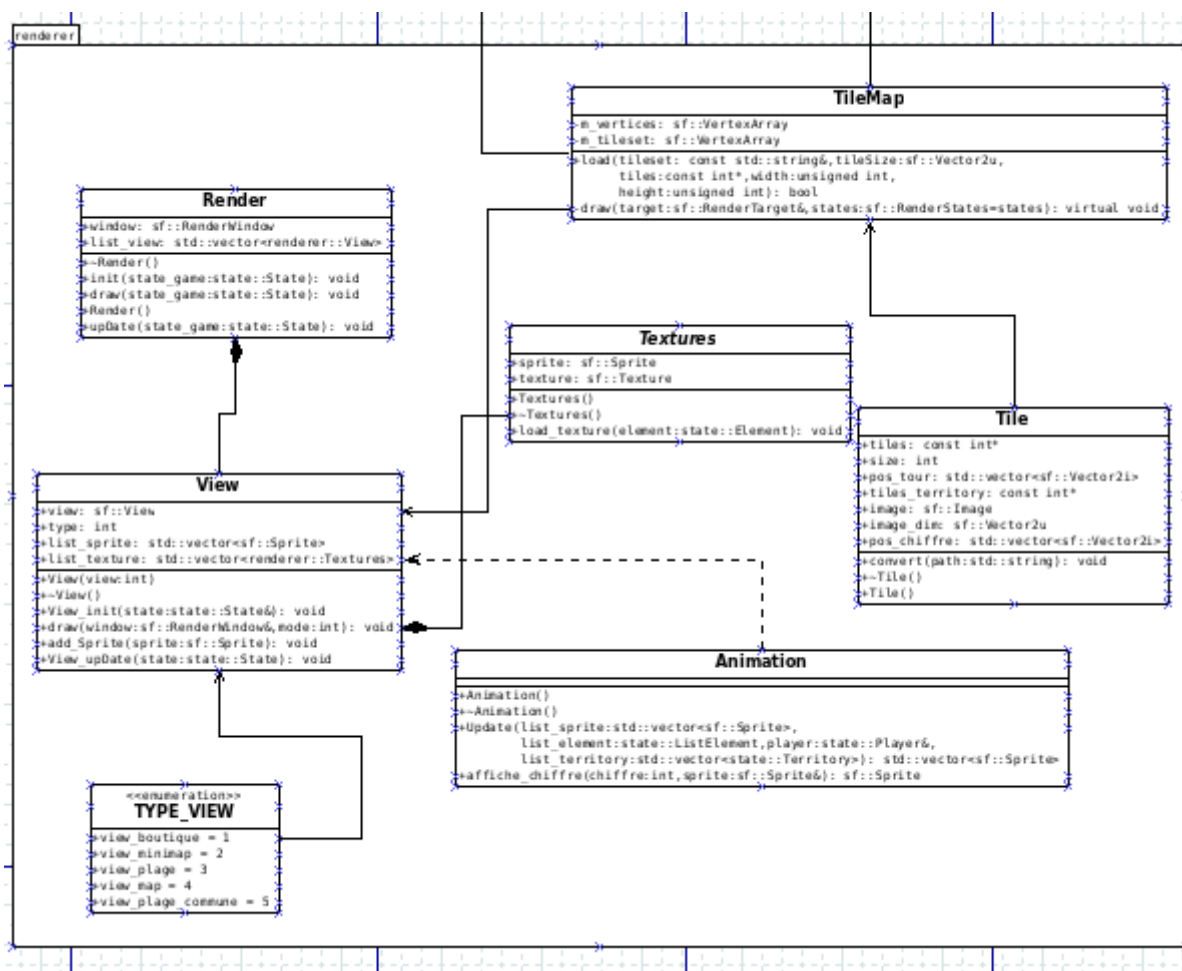 renderer
TileMap
-m_vertices: sf::VertexArray
-m_tileset: sf::VertexArray
+load(tileset: const std::string&,tileSize:sf::Vector2u,
tiles:const int*,width:unsigned int,
height:unsigned int): bool
-draw(target:sf::RenderTarget&,states:sf::RenderStates=states): virtual void
Render
+window: sf::RenderWindow
+list_view: std::vector<renderer::View>
+~Render()
+init(state_game:state::State): void
+draw(state_game:state::State): void
+Render()
+upDate(state_game:state::State): void
Textures
+sprite: sf::Sprite
+texture: sf::Texture
+Textures()
+~Textures()
+load_texture(element:state::Element): void
Tile
+tiles: const int*
+size: int
+pos_tour: std::vector<sf::Vector2i>
+tiles_territory: const int*
+image: sf::Image
+image_dim: sf::Vector2u
+pos_chiffre: std::vector<sf::Vector2i>
+convert(path:std::string): void
+~Tile()
+Tile()
View
+view: sf::View
+type: int
+list_sprite: std::vector<sf::Sprite>
+list_texture: std::vector<renderer::Textures>
+View(view:int)
+~View()
+View_init(state:state::State&): void
+draw(window:sf::RenderWindow&,mode:int): void
+add_Sprite(sprite:sf::Sprite): void
+View_upDate(state:state::State): void
Animation
+Animation()
+~Animation()
+Update(list_sprite:std::vector<sf::Sprite>,
list_element:state::ListElement,player:state::Player&,
list_territory:std:vector<state::Territory>): std::vector<sf::Sprite>
+affiche_chiffre(chiffre:int,sprite:sf::Sprite&): sf::Sprite
<<enumeration>>
TYPE_VIEW
+view_boutique = 1
+view_minimap = 2
+view_plage = 3
+view_map = 4
+view_plage_commune = 5